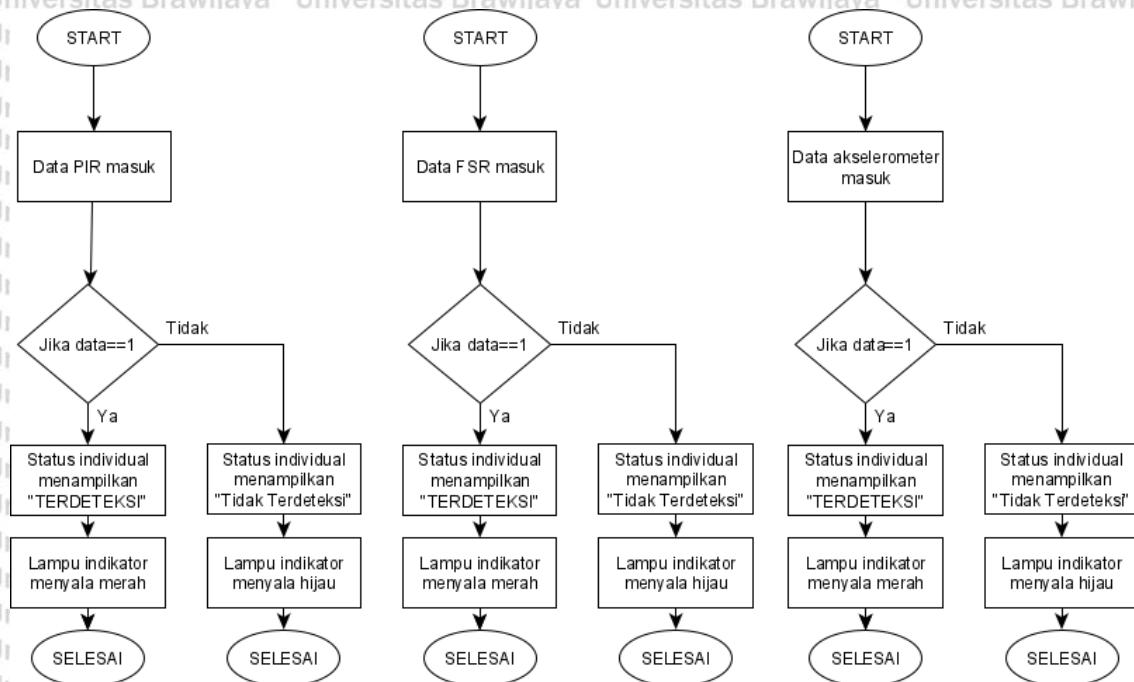 Universitas Brawijaya Universitas Brawijaya Universitas Brawijaya Universitas
START
Data PIR masuk
Jika data==1
Tidak
Ya
Status individual
menampilkan
"TERDETEKSI"
Lampu indikator
menyala merah
SELESAI
Status individual
menampilkan
"Tidak Terdeteksi"
Lampu indikator
menyala hijau
SELESAI
START
Data FSR masuk
Jika data==1
Tidak
Ya
Status individual
menampilkan
"TERDETEKSI"
Lampu indikator
menyala merah
SELESAI
Status individual
menampilkan
"Tidak Terdeteksi"
Lampu indikator
menyala hijau
SELESAI
START
Data akselerometer
masuk
Jika data==1
Tidak
Ya
Status individual
menampilkan
"TERDETEKSI"
Lampu indikator
menyala merah
SELESAI
Status individual
menampilkan
"Tidak Terdeteksi"
Lampu indikator
menyala hijau
SELESAI